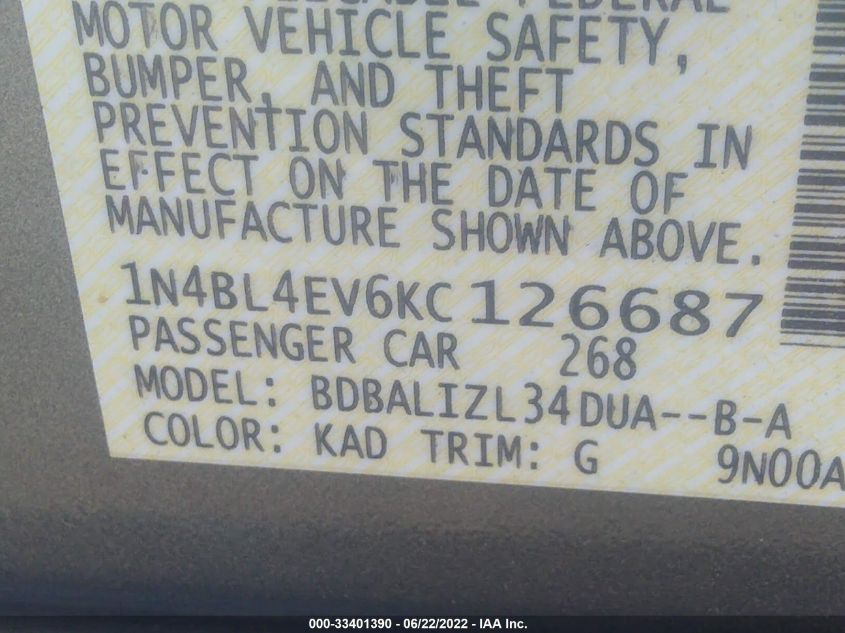 FEDERAL
MOTOR VEHICLE SAFETY,
BUMPER, AND THEFT
PREVENTION STANDARDS IN
EFFECT ON THE DATE OF
MANUFACTURE SHOWN ABOVE.
1N4BL4EV6KC126687
PASSENGER CAR 268
MODEL: BDBALIZL34DUA--B-A
COLOR: KAD TRIM: G 9N00A
000-33401390 - 06/22/2022 - IAA Inc.